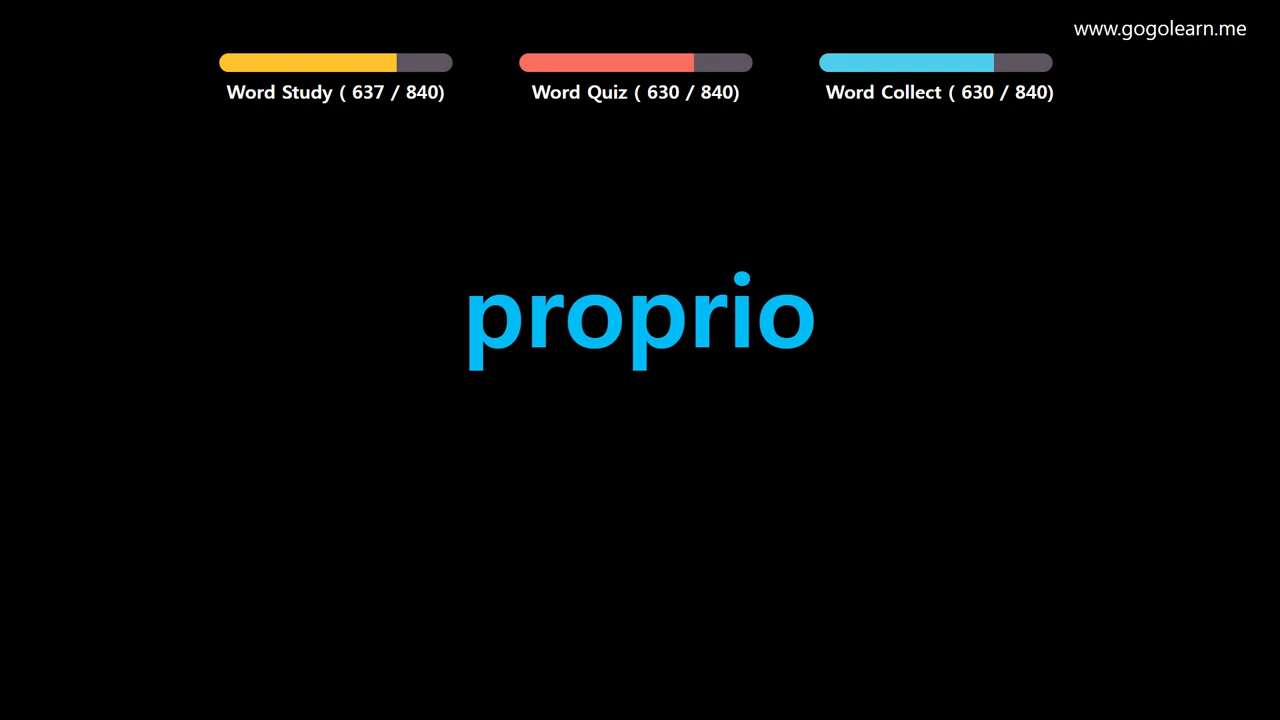 www.gogolearn.me
Word Study ( 637 / 840)
Word Quiz ( 630 / 840)
Word Collect ( 630 / 840)
proprio